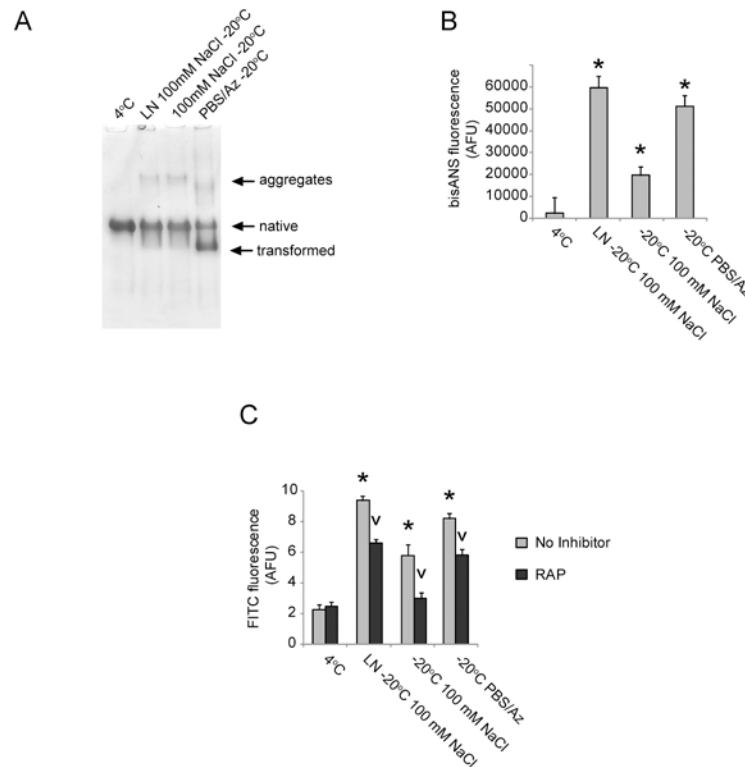 A
4°C
LN 100mM NaCl -20°C
100mM NaCl -20°C
PBS/Az -20°C
aggregates
native
transformed
B
bisANS fluorescence
(AFU)
60000
50000
40000
30000
20000
10000
0
*
*
*
4°C
LN -20°C 100 mM NaCl
-20°C 100 mM NaCl
-20°C PBS/Az
C
FITC fluorescence
(AFU)
10
8
6
4
2
0
*
v
*
v
*
v
No Inhibitor
RAP
4°C
LN -20°C 100 mM NaCl
-20°C 100 mM NaCl
-20°C PBS/Az